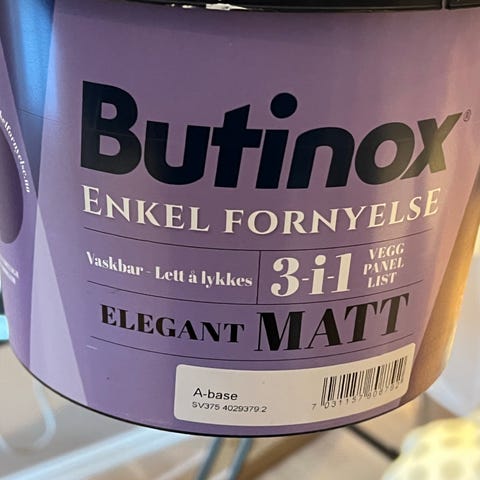 Butinox®
ENKEL FORNYELSE
Vaskbar - Lett å lykkes
3-i-1
VEGG
PANEL
LIST
ELEGANT MATT
A-base
SV375 4029379.2